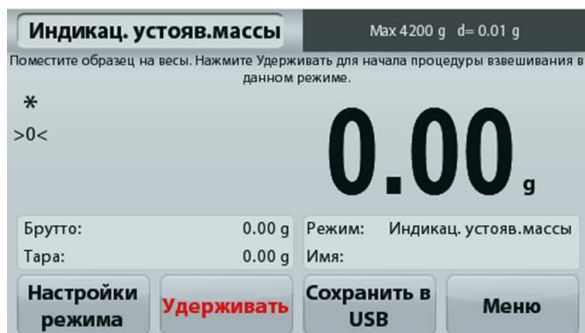 Индикац. устояв.массы
Max 4200 g d= 0.01 g
Поместите образец на весы. Нажмите Удерживать для начала процедуры взвешивания в
данном режиме.
*
>0<
0.00 g
Брутто: 0.00 g
Тара: 0.00 g
Режим: Индикац. устояв.массы
Имя:
Настройки
режима
Удерживать
Сохранить в
USB
Меню